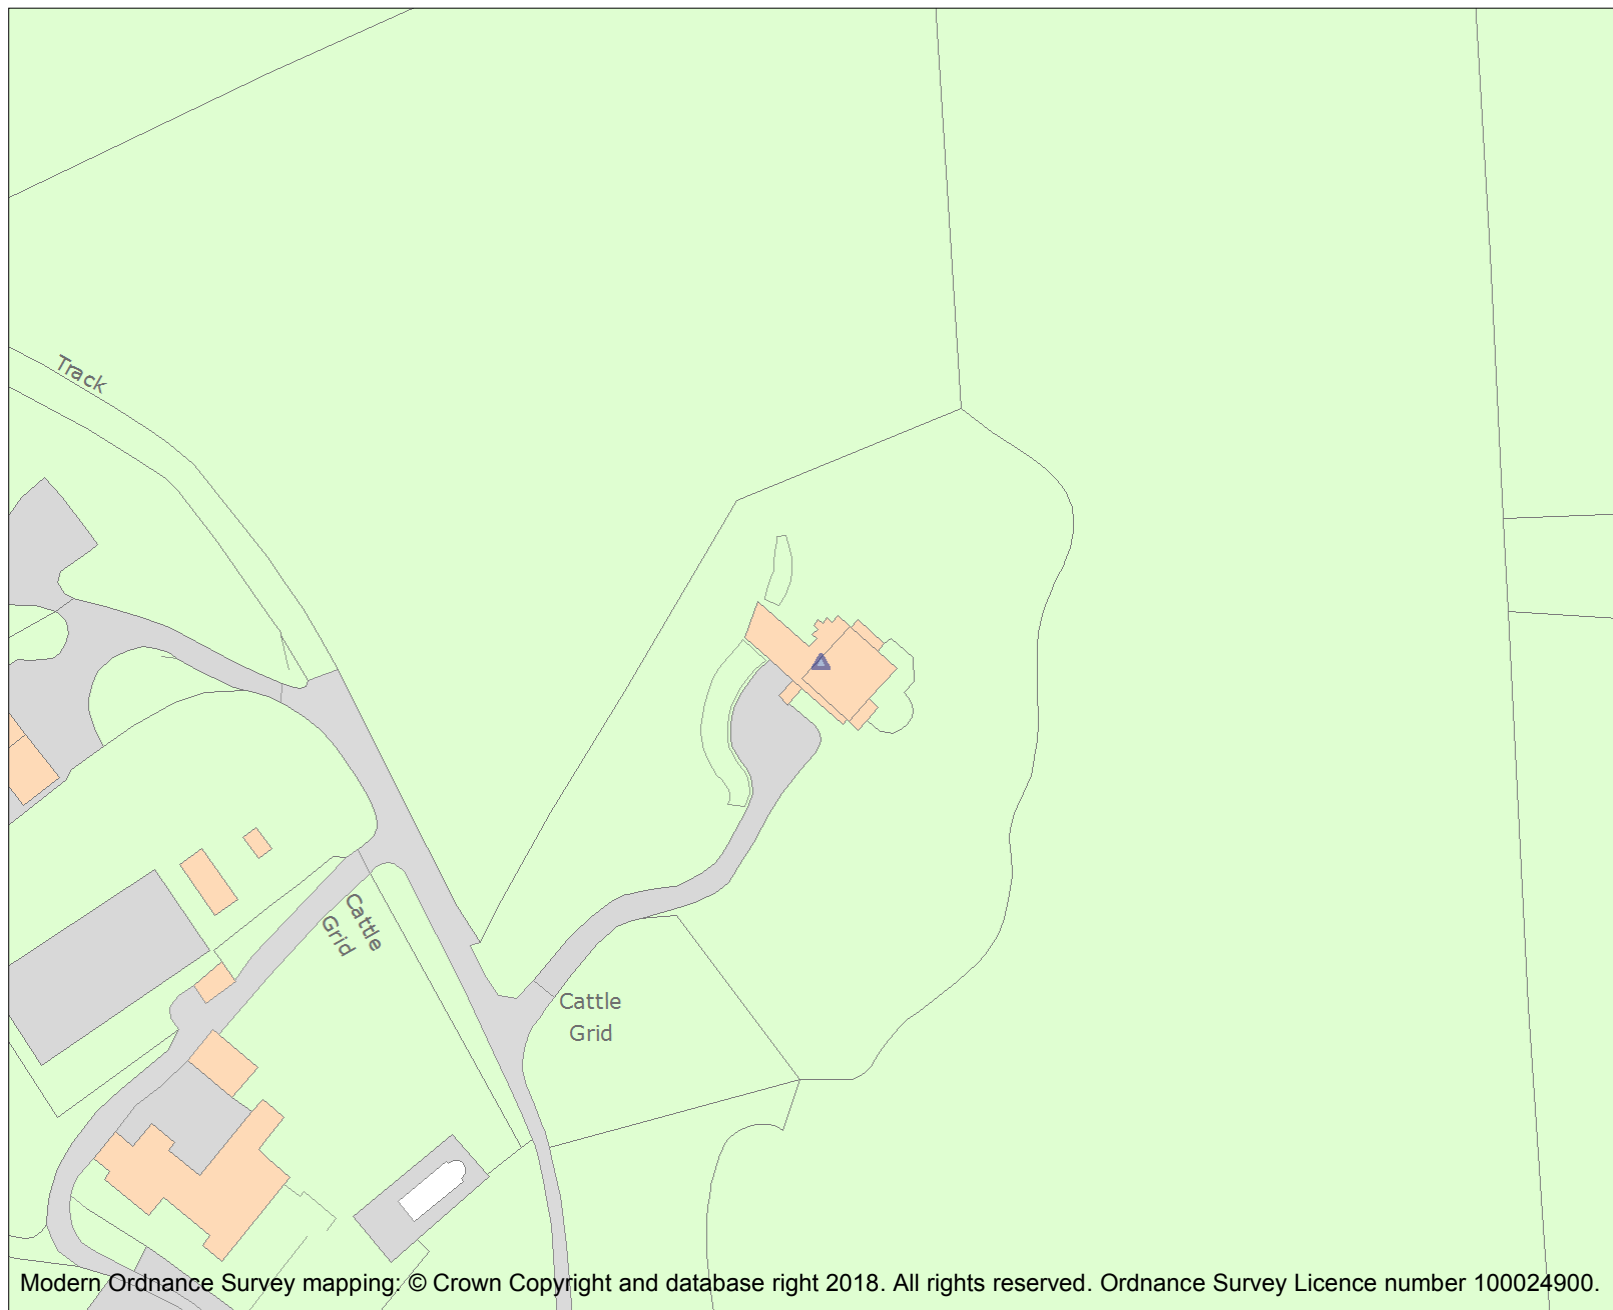 Track
Cattle
Grid
Cattle
Grid
Modern Ordnance Survey mapping: © Crown Copyright and database right 2018. All rights reserved. Ordnance Survey Licence number 100024900.